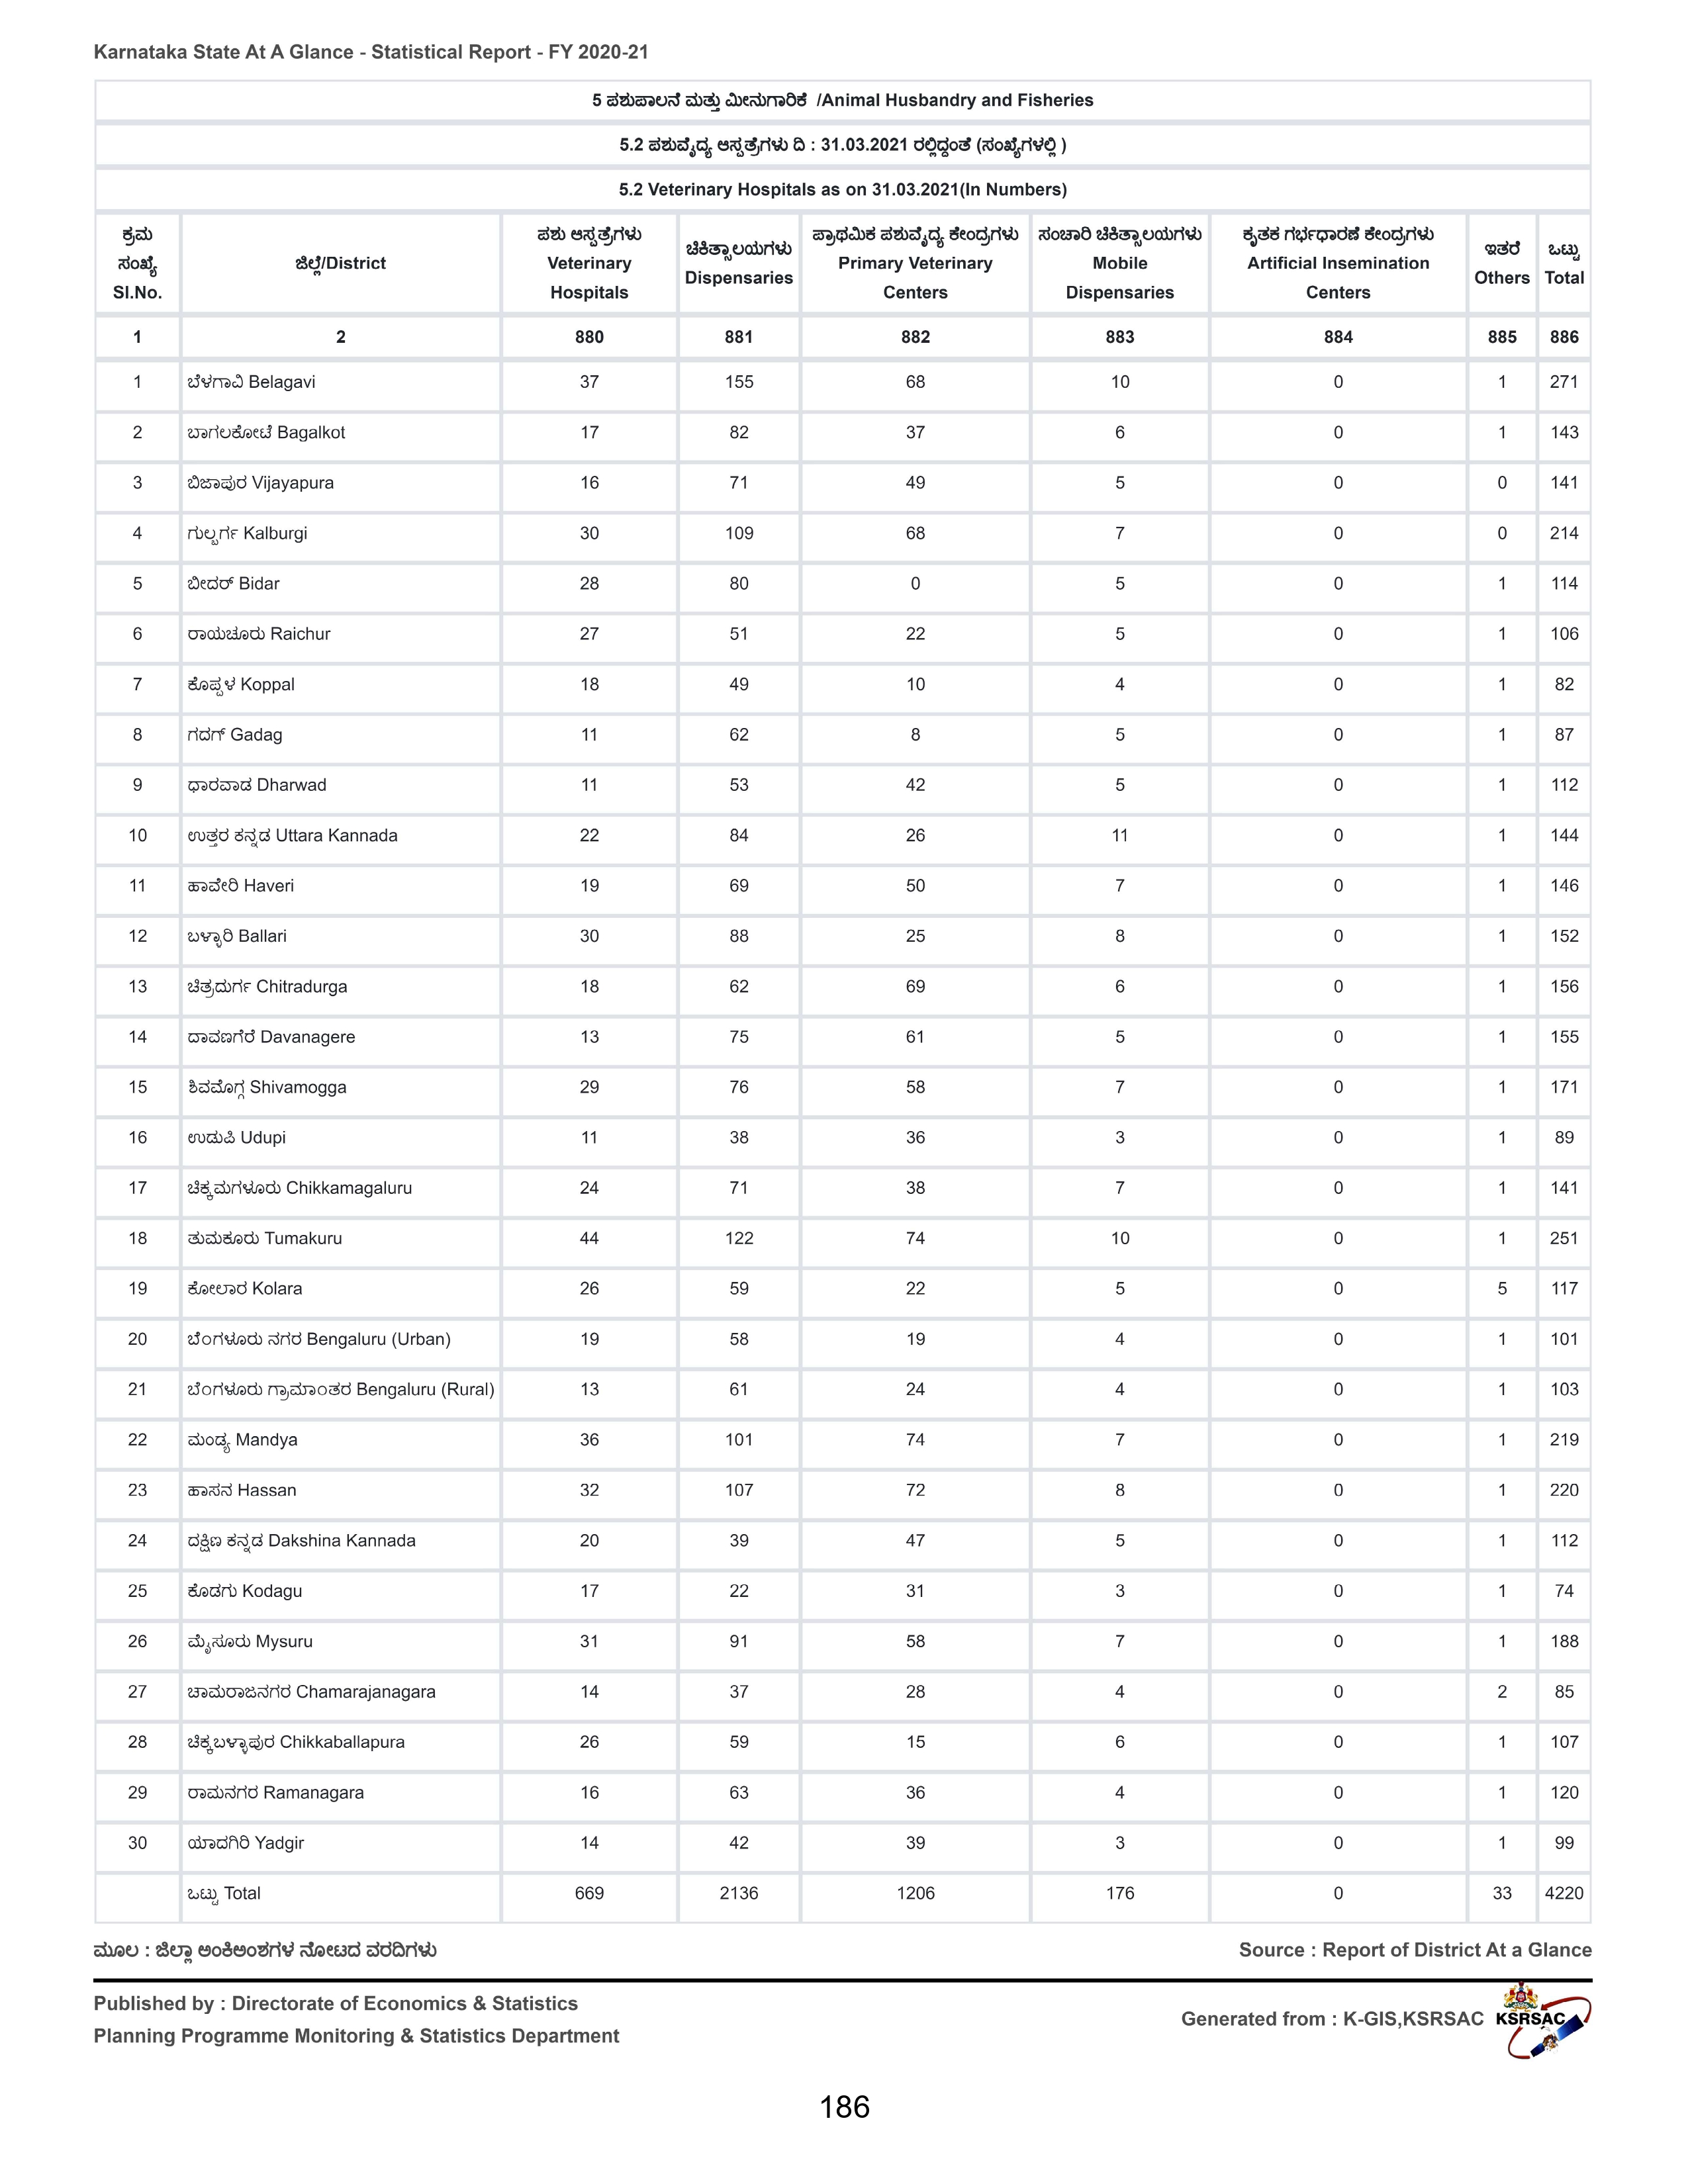 Karnataka State At A Glance - Statistical Report - FY 2020-21
5 ಪಶುಪಾಲನೆ ಮತ್ತು ಮೀನುಗಾರಿಕೆ /Animal Husbandry and Fisheries
5.2 ಪಶುವೈದ್ಯ ಆಸ್ಪತ್ರೆಗಳು ದಿ : 31.03.2021 ರಲ್ಲಿದ್ದಂತೆ (ಸಂಖ್ಯೆಗಳಲ್ಲಿ )
5.2 Veterinary Hospitals as on 31.03.2021(In Numbers)
ಕ್ರಮ ಸಂಖ್ಯೆ Sl.No. ಜಿಲ್ಲೆ/District ಪಶು ಆಸ್ಪತ್ರೆಗಳು Veterinary Hospitals ಚಿಕಿತ್ಸಾಲಯಗಳು Dispensaries ಪ್ರಾಥಮಿಕ ಪಶುವೈದ್ಯ ಕೇಂದ್ರಗಳು Primary Veterinary Centers ಸಂಚಾರಿ ಚಿಕಿತ್ಸಾಲಯಗಳು Mobile Dispensaries ಕೃತಕ ಗರ್ಭಧಾರಣೆ ಕೇಂದ್ರಗಳು Artificial Insemination Centers ಇತರೆ Others ಒಟ್ಟು Total
1 2 880 881 882 883 884 885 886
1 ಬೆಳಗಾವಿ Belagavi 37 155 68 10 0 1 271
2 ಬಾಗಲಕೋಟೆ Bagalkot 17 82 37 6 0 1 143
3 ಬಿಜಾಪುರ Vijayapura 16 71 49 5 0 0 141
4 ಗುಲ್ಬರ್ಗ Kalburgi 30 109 68 7 0 0 214
5 ಬೀದರ್ Bidar 28 80 0 5 0 1 114
6 ರಾಯಚೂರು Raichur 27 51 22 5 0 1 106
7 ಕೊಪ್ಪಳ Koppal 18 49 10 4 0 1 82
8 ಗದಗ್ Gadag 11 62 8 5 0 1 87
9 ಧಾರವಾಡ Dharwad 11 53 42 5 0 1 112
10 ಉತ್ತರ ಕನ್ನಡ Uttara Kannada 22 84 26 11 0 1 144
11 ಹಾವೇರಿ Haveri 19 69 50 7 0 1 146
12 ಬಳ್ಳಾರಿ Ballari 30 88 25 8 0 1 152
13 ಚಿತ್ರದುರ್ಗ Chitradurga 18 62 69 6 0 1 156
14 ದಾವಣಗೆರೆ Davanagere 13 75 61 5 0 1 155
15 ಶಿವಮೊಗ್ಗ Shivamogga 29 76 58 7 0 1 171
16 ಉಡುಪಿ Udupi 11 38 36 3 0 1 89
17 ಚಿಕ್ಕಮಗಳೂರು Chikkamagaluru 24 71 38 7 0 1 141
18 ತುಮಕೂರು Tumakuru 44 122 74 10 0 1 251
19 ಕೋಲಾರ Kolara 26 59 22 5 0 5 117
20 ಬೆಂಗಳೂರು ನಗರ Bengaluru (Urban) 19 58 19 4 0 1 101
21 ಬೆಂಗಳೂರು ಗ್ರಾಮಾಂತರ Bengaluru (Rural) 13 61 24 4 0 1 103
22 ಮಂಡ್ಯ Mandya 36 101 74 7 0 1 219
23 ಹಾಸನ Hassan 32 107 72 8 0 1 220
24 ದಕ್ಷಿಣ ಕನ್ನಡ Dakshina Kannada 20 39 47 5 0 1 112
25 ಕೊಡಗು Kodagu 17 22 31 3 0 1 74
26 ಮೈಸೂರು Mysuru 31 91 58 7 0 1 188
27 ಚಾಮರಾಜನಗರ Chamarajanagara 14 37 28 4 0 2 85
28 ಚಿಕ್ಕಬಳ್ಳಾಪುರ Chikkaballapura 26 59 15 6 0 1 107
29 ರಾಮನಗರ Ramanagara 16 63 36 4 0 1 120
30 ಯಾದಗಿರಿ Yadgir 14 42 39 3 0 1 99
ಒಟ್ಟು Total 669 2136 1206 176 0 33 4220
ಮೂಲ : ಜಿಲ್ಲಾ ಅಂಕಿಅಂಶಗಳ ನೋಟದ ವರದಿಗಳು Source : Report of District At a Glance
Published by : Directorate of Economics & Statistics
Planning Programme Monitoring & Statistics Department
Generated from : K-GIS,KSRSAC KSRSAC
186